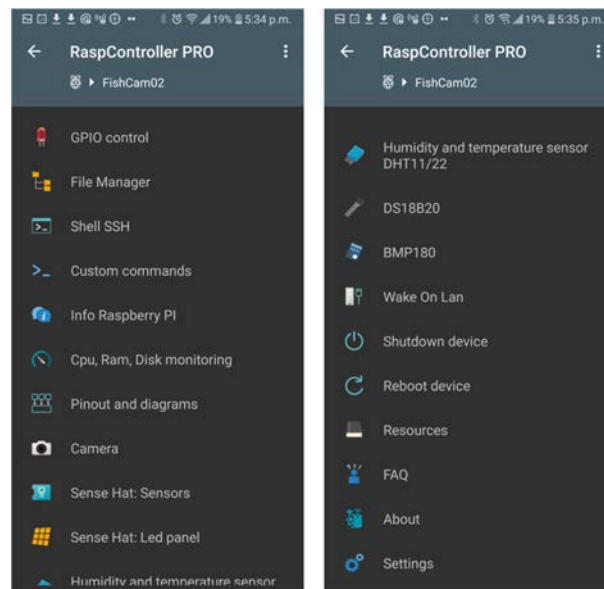 19% 5:34 p.m.
RaspController PRO
FishCam02
GPIO control
File Manager
Shell SSH
Custom commands
Info Raspberry PI
Cpu, Ram, Disk monitoring
Pinout and diagrams
Camera
Sense Hat: Sensors
Sense Hat: Led panel
Humidity and temperature sensor
19% 5:35 p.m.
RaspController PRO
FishCam02
Humidity and temperature sensor
DHT11/22
DS18B20
BMP180
Wake On Lan
Shutdown device
Reboot device
Resources
FAQ
About
Settings